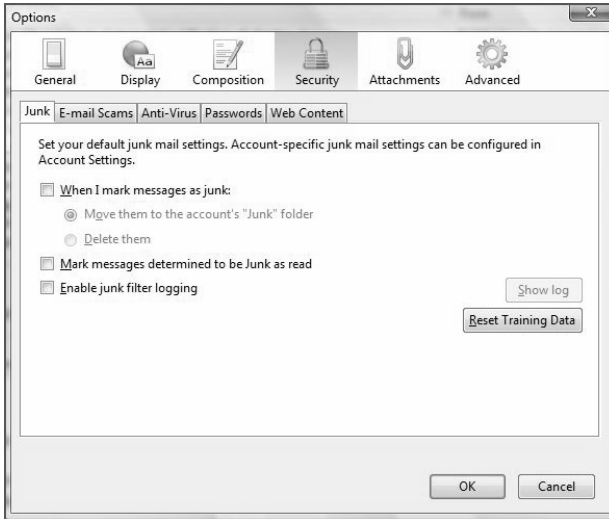 Options
Aa
General Display Composition Security Attachments Advanced
Junk E-mail Scams Anti-Virus Passwords Web Content
Set your default junk mail settings. Account-specific junk mail settings can be configured in
Account Settings.
When I mark messages as junk:
Move them to the account's "Junk" folder
Delete them
Mark messages determined to be Junk as read
Enable junk filter logging
Show log
Reset Training Data
OK Cancel